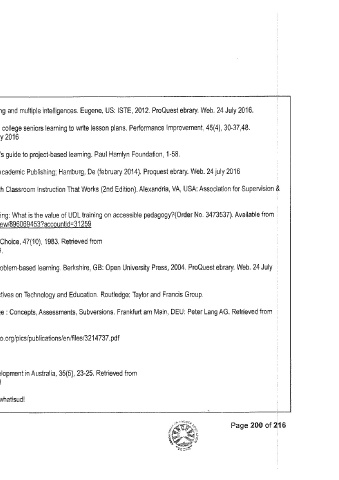 ng and multiple intelligences. Eugene, US: ISTE, 2012. ProQuest ebrary. Web. 24 July 2016.
college seniors learning to write lesson plans. Performance Improvement, 45(4), 30-37,48.
y 2016
's guide to project-based learning. Paul Hamlyn Foundation, 1-58.
cademic Publishing; Hamburg, De (february 2014). Proquest ebrary. Web. 24 july 2016
h Classroom Instruction That Works (2nd Edition). Alexandria, VA, USA: Association for Supervision &
ing: What is the value of UDL training on accessible pedagogy?(Order No. 3473537). Available from
ew/896069453?accountid=31259
Choice, 47(10), 1983. Retrieved from
oblem-based learning. Berkshire, GB: Open University Press, 2004. ProQuest ebrary. Web. 24 July
ctives on Technology and Education. Routledge: Taylor and Francis Group.
e : Concepts, Assessments, Subversions. Frankfurt am Main, DEU: Peter Lang AG. Retrieved from
o.org/pics/publications/en/files/3214737.pdf
elopment in Australia, 35(5), 23-25. Retrieved from
whatisudl
Page 200 of 216